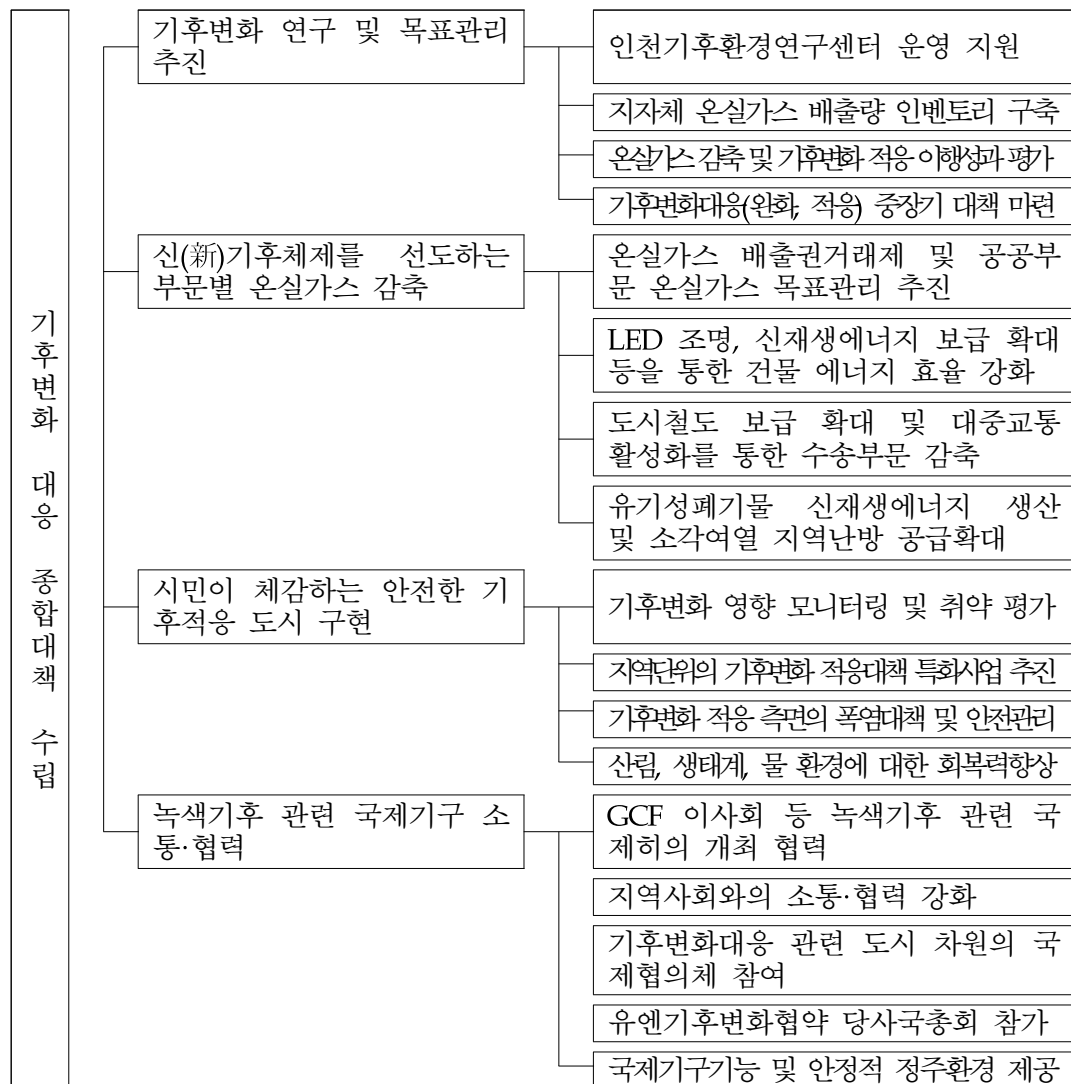 기후변화 대응 종합대책 수립
기후변화 연구 및 목표관리
추진
인천기후환경연구센터 운영 지원
지자체 온실가스 배출량 인벤토리 구축
온실가스 감축 및 기후변화 적응 이행성과 평가
기후변화대응(완화, 적응) 중장기 대책 마련
신(新)기후체제를 선도하는
부문별 온실가스 감축
온실가스 배출권거래제 및 공공부
문 온실가스 목표관리 추진
LED 조명, 신재생에너지 보급 확대
등을 통한 건물 에너지 효율 강화
도시철도 보급 확대 및 대중교통
활성화를 통한 수송부문 감축
유기성폐기물 신재생에너지 생산
및 소각여열 지역난방 공급확대
시민이 체감하는 안전한 기
후적응 도시 구현
기후변화 영향 모니터링 및 취약 평가
지역단위의 기후변화 적응대책 특화사업 추진
기후변화 적응 측면의 폭염대책 및 안전관리
산림, 생태계, 물 환경에 대한 회복력향상
녹색기후 관련 국제기구 소
통·협력
GCF 이사회 등 녹색기후 관련 국
제히의 개최 협력
지역사회와의 소통·협력 강화
기후변화대응 관련 도시 차원의 국
제협의체 참여
유엔기후변화협약 당사국총회 참가
국제기구기능 및 안정적 정주환경 제공